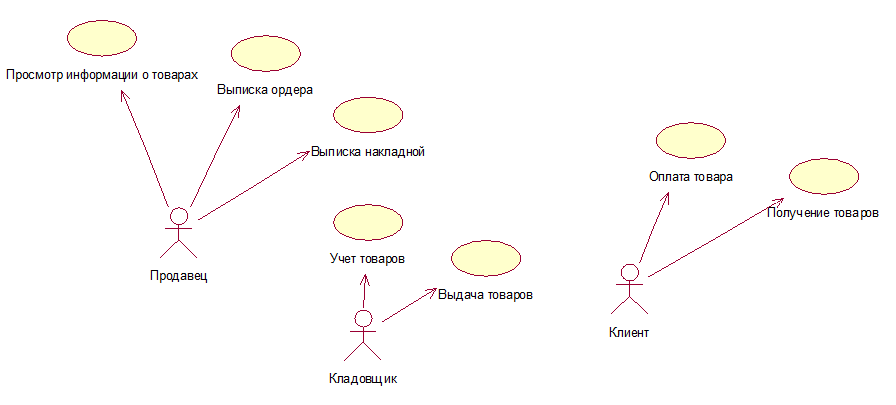 Просмотр информации о товарах
Выписка ордера
Выписка накладной
Продавец
Учет товаров
Выдача товаров
Кладовщик
Оплата товара
Получение товаров
Клиент